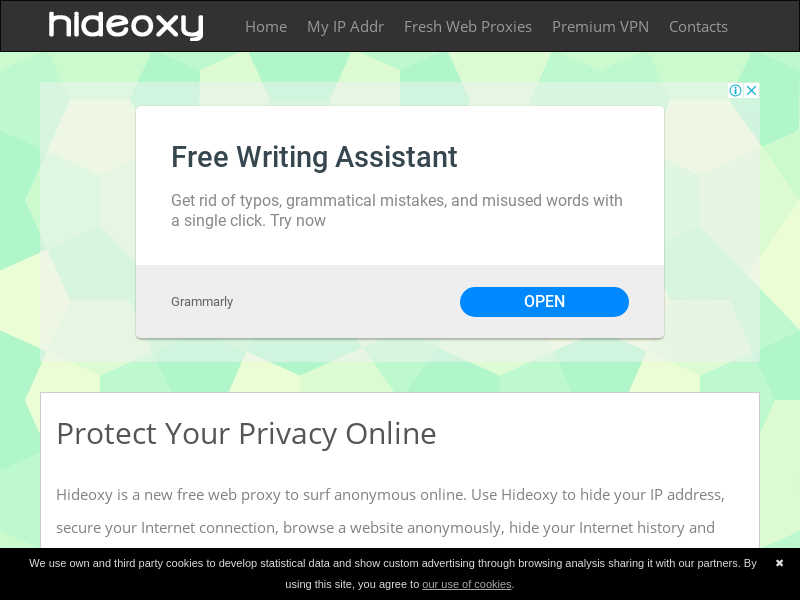 hideoxy
Home My IP Addr Fresh Web Proxies Premium VPN Contacts
Free Writing Assistant
Get rid of typos, grammatical mistakes, and misused words with
a single click. Try now
Grammarly
OPEN
Protect Your Privacy Online
Hideoxy is a new free web proxy to surf anonymous online. Use Hideoxy to hide your IP address,
secure your Internet connection, browse a website anonymously, hide your Internet history and
We use own and third party cookies to develop statistical data and show custom advertising through browsing analysis sharing it with our partners. By
using this site, you agree to our use of cookies.